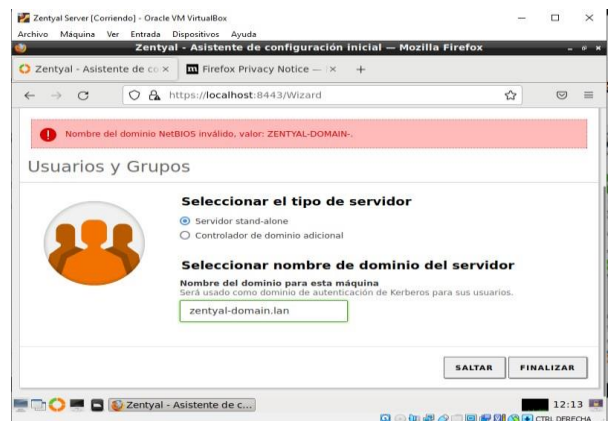 Zentyal Server [Corriendo] - Oracle VM VirtualBox
Archivo Máquina Ver Entrada Dispositivos Ayuda
Zentyal - Asistente de configuración inicial — Mozilla Firefox
Zentyal - Asistente de co
Firefox Privacy Notice —
https://localhost:8443/Wizard
Nombre del dominio NetBIOS inválido, valor: ZENTYAL-DOMAIN-.
Usuarios y Grupos
Seleccionar el tipo de servidor
Servidor stand-alone
Controlador de dominio adicional
Seleccionar nombre de dominio del servidor
Nombre del dominio para esta máquina
Será usado como dominio de autenticación de Kerberos para sus usuarios.
zentyal-domain.lan
SALTAR FINALIZAR
Zentyal - Asistente de c...
12:13
CTRL DERECHA